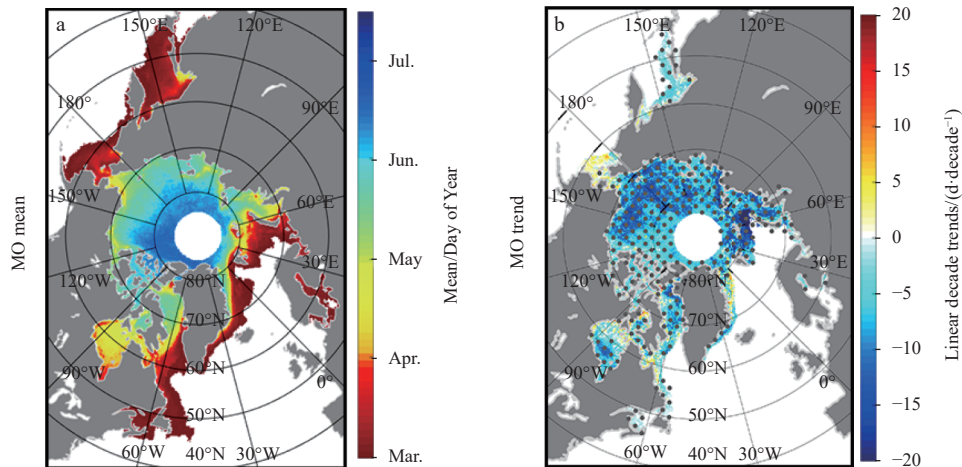 a
150°E
120°E
180°
90°E
150°W
60°E
30°E
120°W
80°N
70°N
60°N
90°W
0°
50°N
60°W
40°N
30°W
MO mean
Jul.
Jun.
May
Apr.
Mar.
Mean/Day of Year
b
150°E
120°E
180°
90°E
150°W
60°E
30°E
120°W
80°N
70°N
60°N
90°W
0°
50°N
60°W
40°N
30°W
MO trend
20
15
10
5
0
−5
−10
−15
−20
Linear decade trends/(d·decade⁻¹)